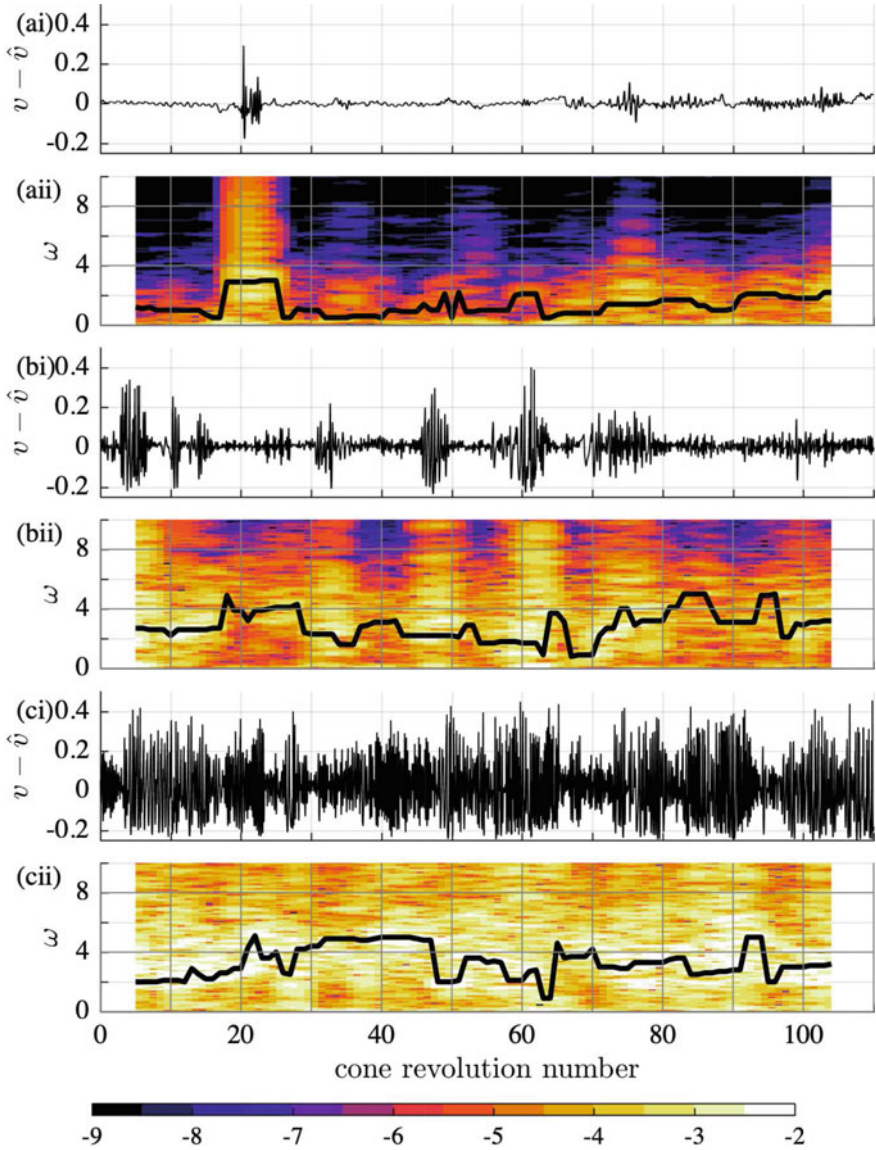 (ai)
0.4
0.2
0
-0.2
v − v̂
(aii)
8
4
0
ω
(bi)
0.4
0.2
0
-0.2
v − v̂
(bii)
8
4
0
ω
(ci)
0.4
0.2
0
-0.2
v − v̂
(cii)
8
4
0
ω
0 20 40 60 80 100
cone revolution number
-9 -8 -7 -6 -5 -4 -3 -2